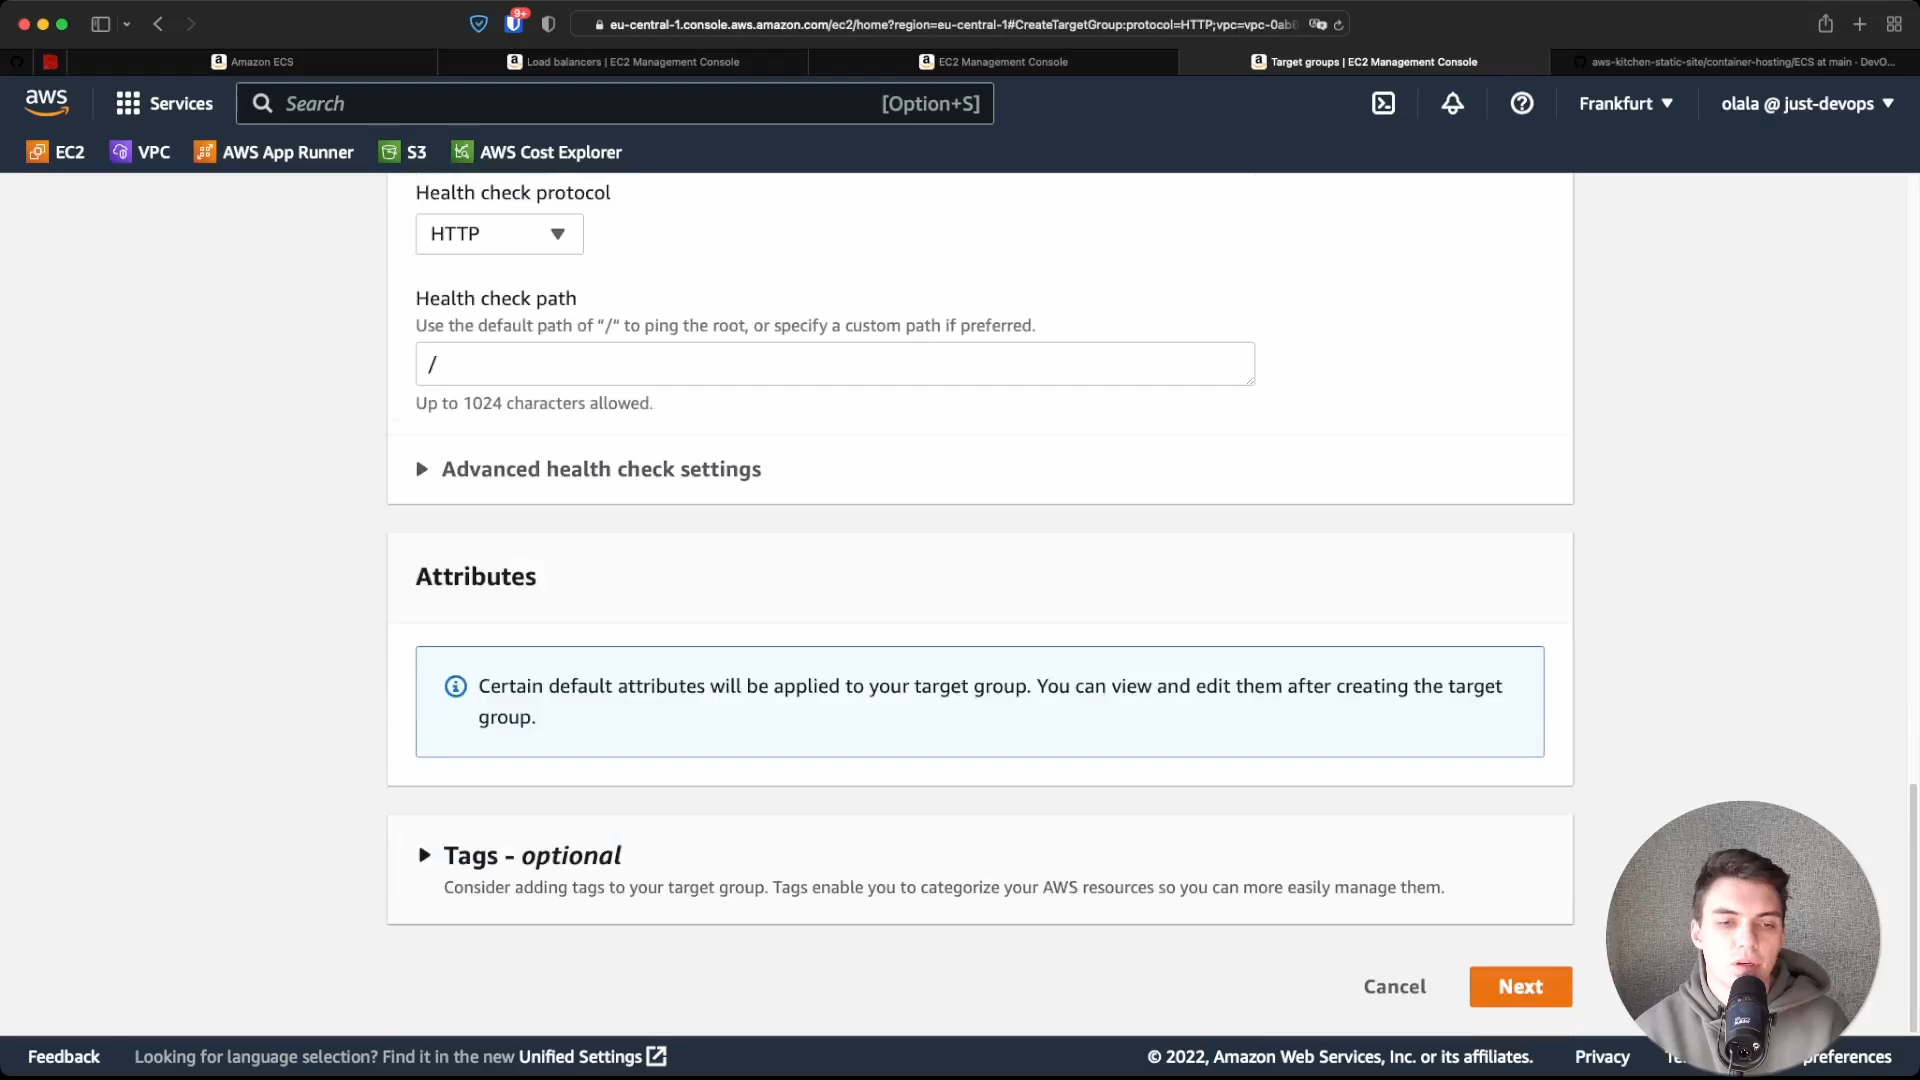 9+
eu-central-1.console.aws.amazon.com/ec2/home?region=eu-central-1#CreateTargetGroup:protocol=HTTP;vpc=vpc-0ab
Amazon ECS
Load balancers | EC2 Management Console
EC2 Management Console
Target groups | EC2 Management Console
aws-kitchen-static-site/container-hosting/ECS at main · DevO...
aws
Services
Search
[Option+S]
Frankfurt
olala @ just-devops
EC2
VPC
AWS App Runner
S3
AWS Cost Explorer
Health check protocol
HTTP
Health check path
Use the default path of "/" to ping the root, or specify a custom path if preferred.
/
Up to 1024 characters allowed.
Advanced health check settings
Attributes
Certain default attributes will be applied to your target group. You can view and edit them after creating the target
group.
Tags - optional
Consider adding tags to your target group. Tags enable you to categorize your AWS resources so you can more easily manage them.
Cancel
Next
Feedback
Looking for language selection? Find it in the new Unified Settings
© 2022, Amazon Web Services, Inc. or its affiliates.
Privacy
preferences